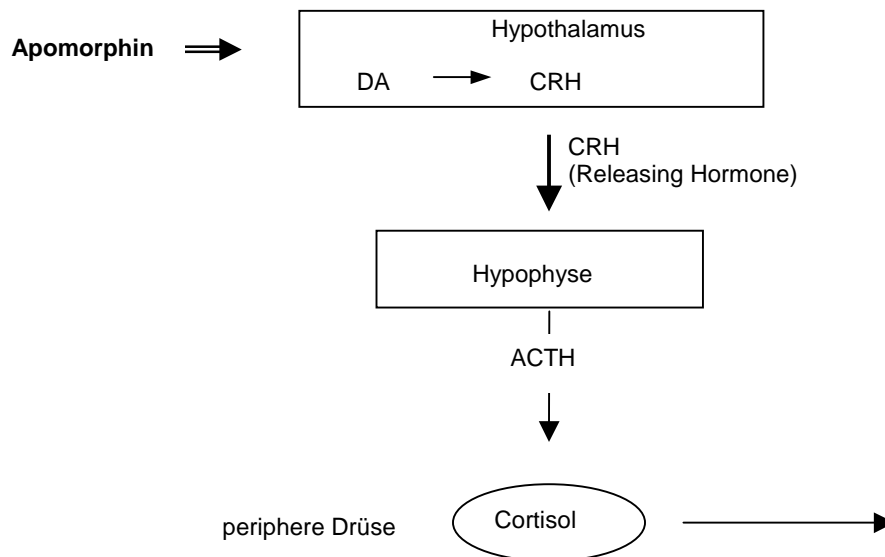 Hypothalamus
Apomorphin
DA CRH
CRH
(Releasing Hormone)
Hypophyse
ACTH
periphere Drüse Cortisol